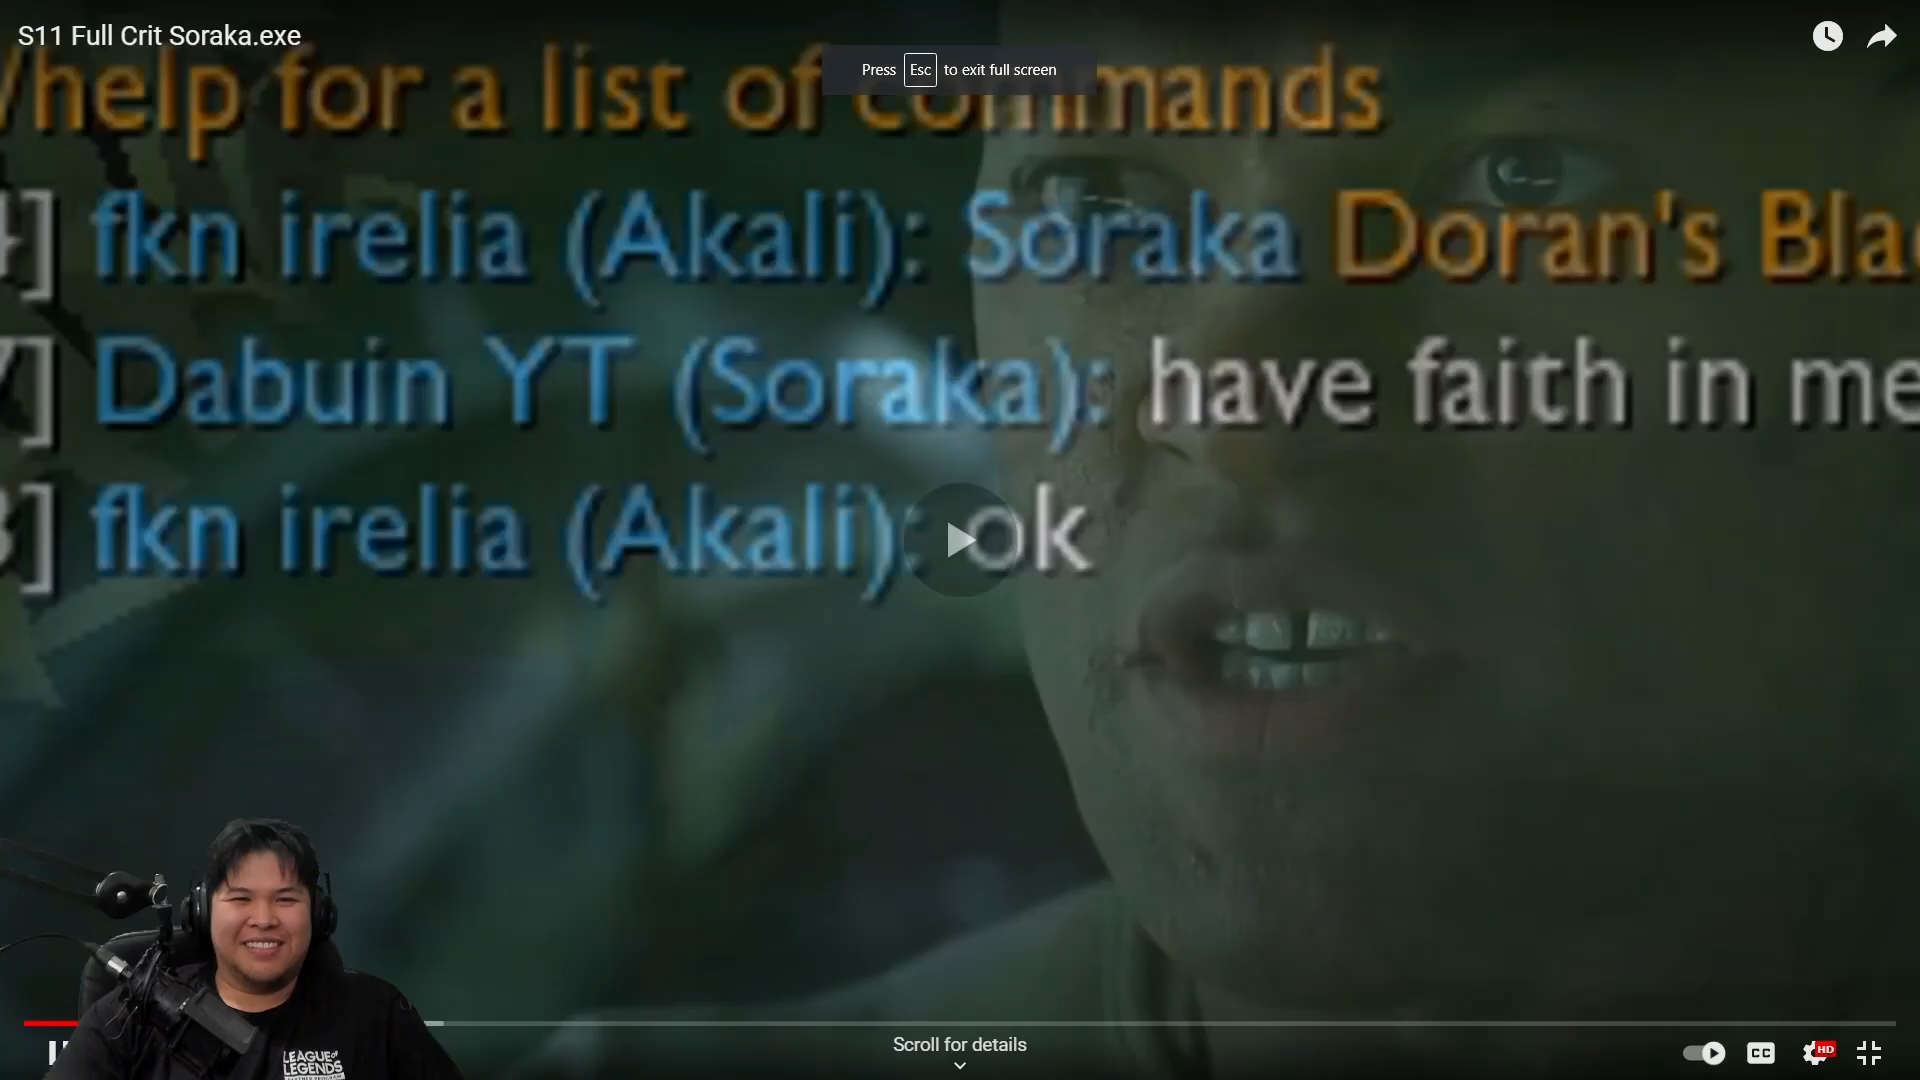 S11 Full Crit Soraka.exe
Press Esc to exit full screen
/help for a list of commands
] fkn irelia (Akali): Soraka Doran's Bla
] Dabuin YT (Soraka): have faith in me
] fkn irelia (Akali): ok
LEAGUE of
LEGENDS
Scroll for details
CC
HD